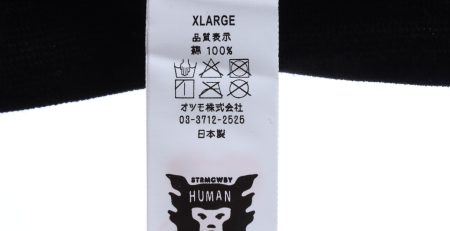 XLARGE
品質表示
綿 100%
オツモ株式会社
03-3712-2525
日本製
STRMCWBY
HUMAN